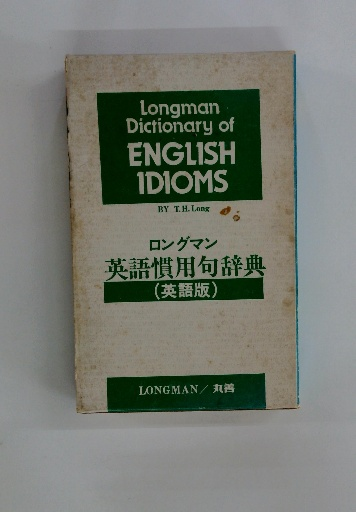 Longman
Dictionary of
ENGLISH
IDIOMS
BY T.H.Long
ロングマン
英語慣用句辞典
(英語版)
LONGMAN／丸善